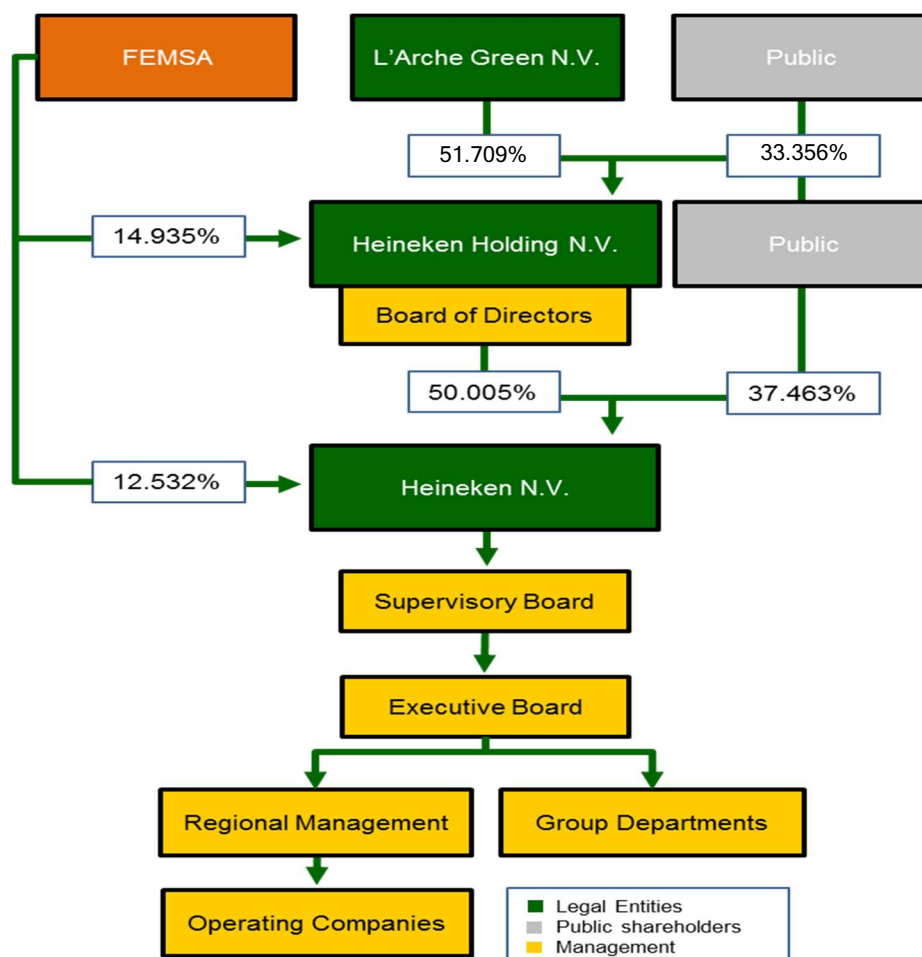 FEMSA
L’Arche Green N.V.
Public
51.709%
33.356%
14.935%
Heineken Holding N.V.
Public
Board of Directors
50.005%
37.463%
12.532%
Heineken N.V.
Supervisory Board
Executive Board
Regional Management
Group Departments
Operating Companies
Legal Entities
Public shareholders
Management